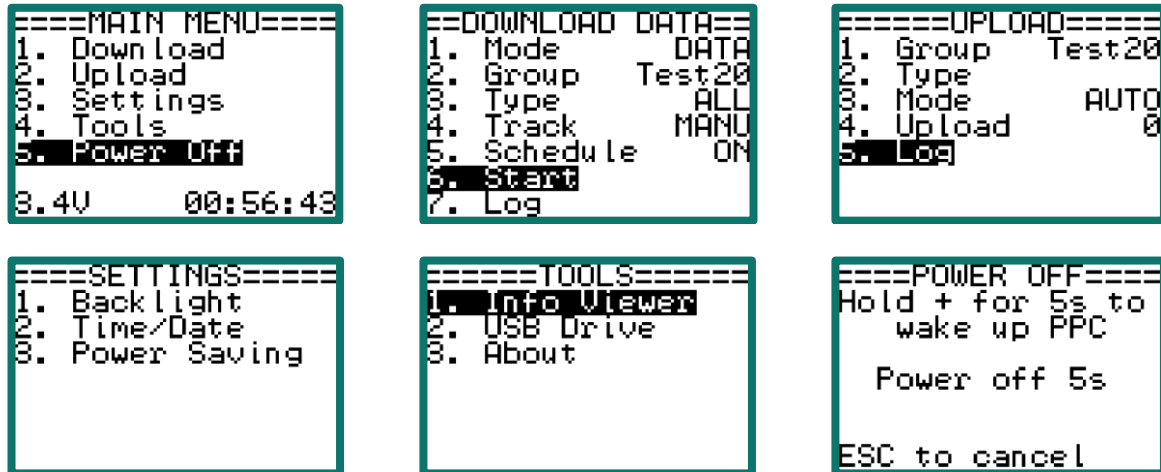 ====MAIN MENU====
1. Download
2. Upload
3. Settings
4. Tools
5. Power Off
3.4V 00:56:43
==DOWNLOAD DATA==
1. Mode DATA
2. Group Test20
3. Type ALL
4. Track MANU
5. Schedule ON
6. Start
7. Log
======UPLOAD=====
1. Group Test20
2. Type
3. Mode AUTO
4. Upload 0
5. Log
====SETTINGS=====
1. Backlight
2. Time/Date
3. Power Saving
======TOOLS======
1. Info Viewer
2. USB Drive
3. About
====POWER OFF====
Hold + for 5s to
wake up PPC
Power off 5s
ESC to cancel